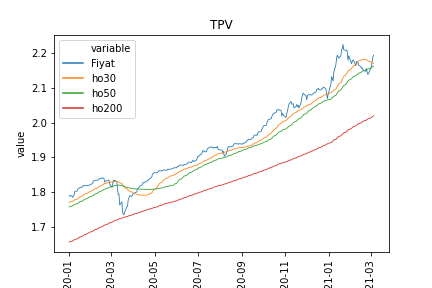 TPV
variable
Fiyat
ho30
ho50
ho200
value
2.2
2.1
2.0
1.9
1.8
1.7
20-01
20-03
20-05
20-07
20-09
20-11
21-01
21-03